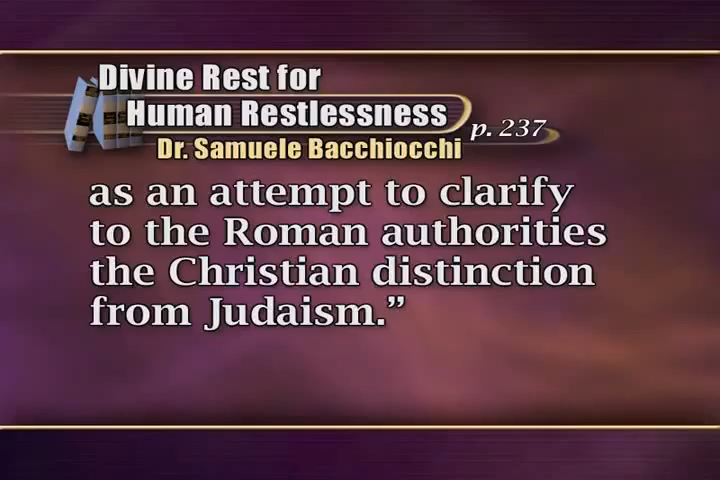 Divine Rest for
Human Restlessness
p. 237
Dr. Samuele Bacchiocchi
as an attempt to clarify
to the Roman authorities
the Christian distinction
from Judaism.”